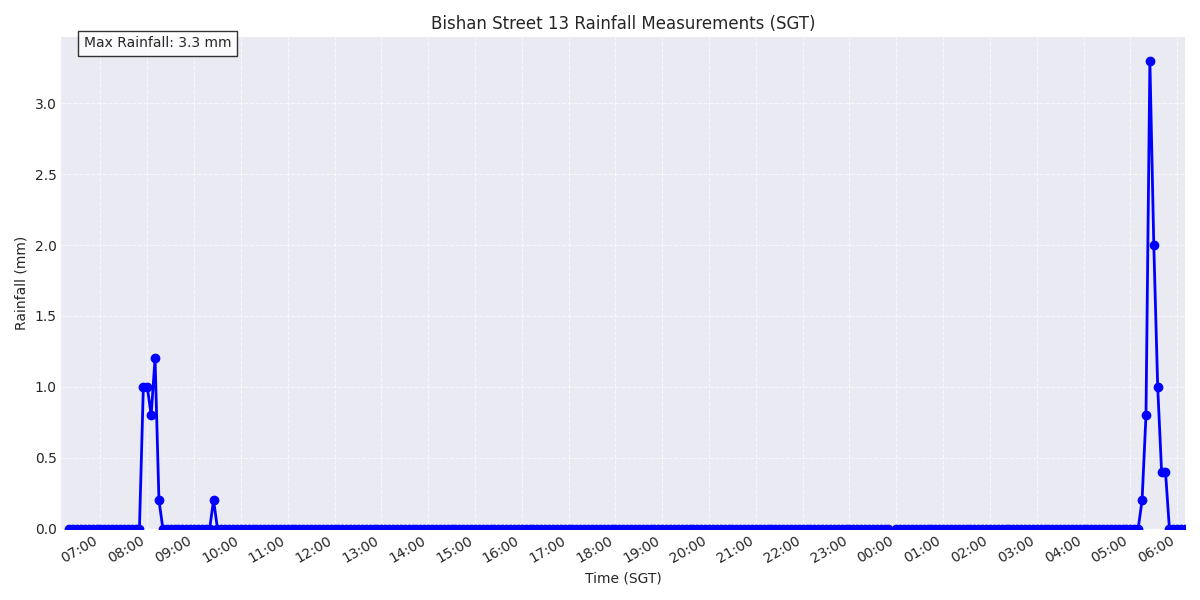 Bishan Street 13 Rainfall Measurements (SGT)
Max Rainfall: 3.3 mm
Rainfall (mm)
3.0
2.5
2.0
1.5
1.0
0.5
0.0
07:00 08:00 09:00 10:00 11:00 12:00 13:00 14:00 15:00 16:00 17:00 18:00 19:00 20:00 21:00 22:00 23:00 00:00 01:00 02:00 03:00 04:00 05:00 06:00
Time (SGT)